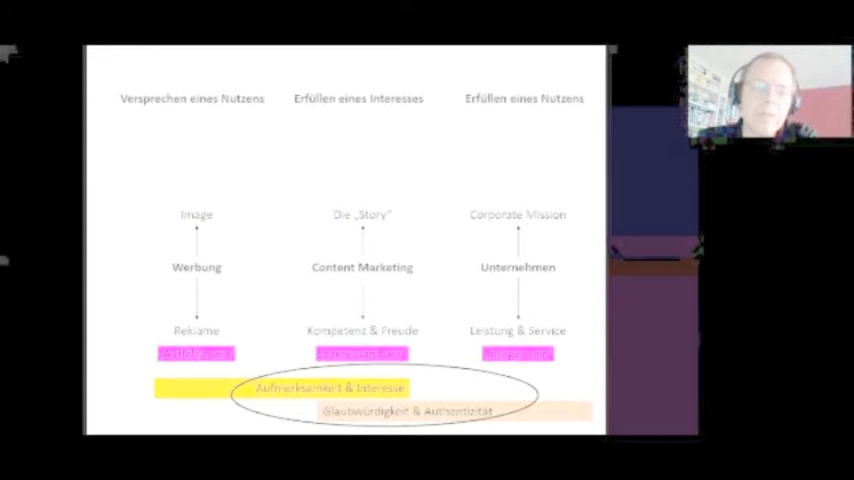 Versprechen eines Nutzens
Erfüllen eines Interesses
Erfüllen eines Nutzens
Image
Die „Story"
Corporate Mission
Werbung
Content Marketing
Unternehmen
Reklame
Kompetenz & Freude
Leistung & Service
Aufmerksamkeit & Interesse
Glaubwürdigkeit & Authentizität